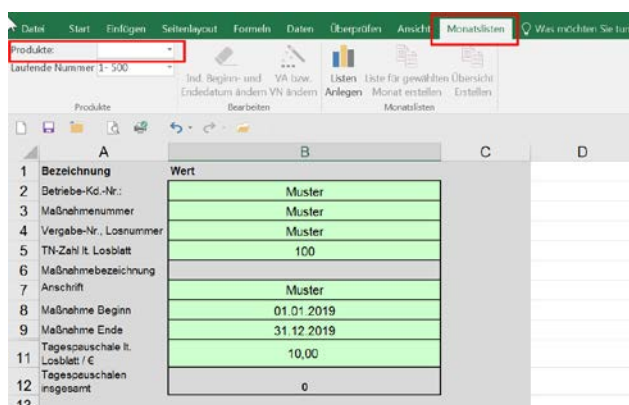 Datei Start Einfügen Seitenlayout Formeln Daten Überprüfen Ansicht Monatslisten Was möchten Sie tun
Produkte:
Laufende Nummer 1- 500
Ind. Beginn- und Endedatum ändern
VA bzw. VN ändern
Listen Anlegen
Liste für gewählten Monat erstellen
Übersicht Erstellen
Produkte Bearbeiten Monatslisten
A B C D
1 Bezeichnung Wert
2 Betriebe-Kd.-Nr.: Muster
3 Maßnahmenummer Muster
4 Vergabe-Nr., Losnummer Muster
5 TN-Zahl lt. Losblatt 100
6 Maßnahmebezeichnung
7 Anschrift Muster
8 Maßnahme Beginn 01.01.2019
9 Maßnahme Ende 31.12.2019
Tagespauschale lt.
11 Losblatt / € 10,00
Tagespauschalen
12 insgesamt 0
13